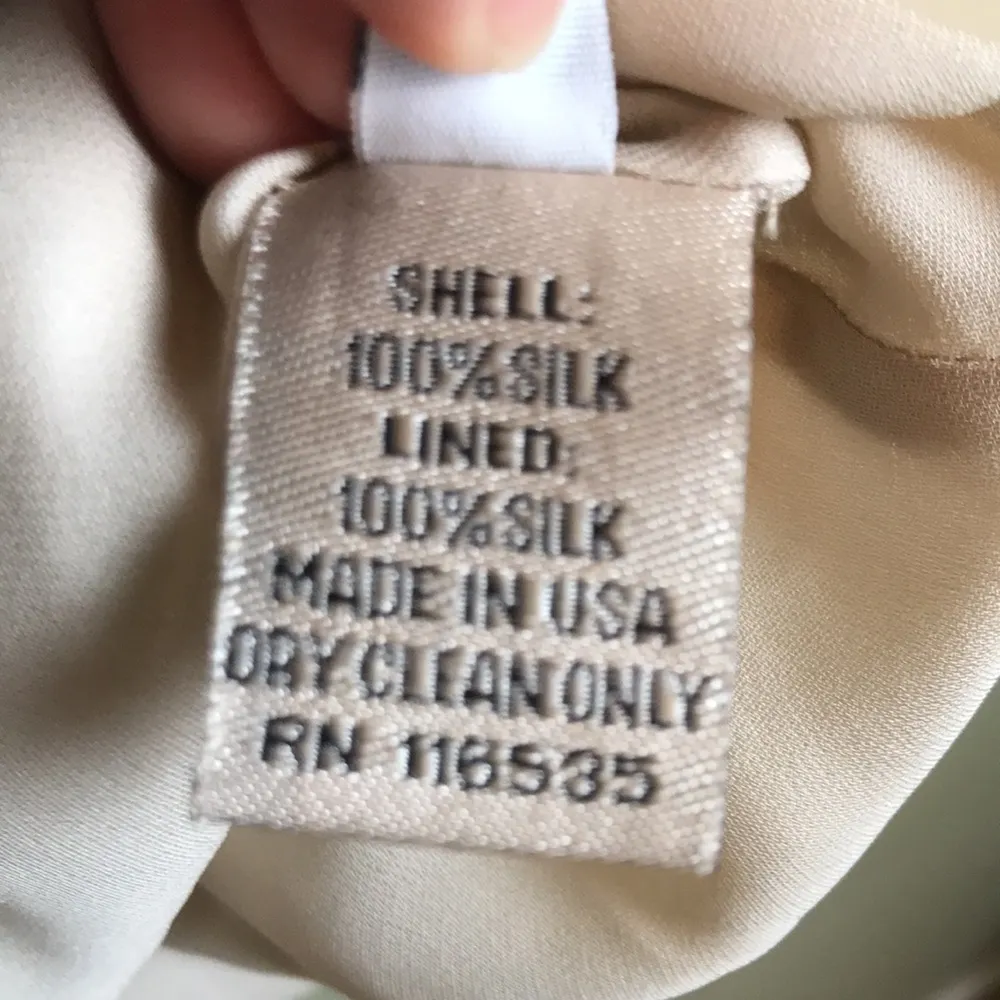 SHELL:
100% SILK
LINED:
100% SILK
MADE IN USA
DRY CLEAN ONLY
RN 116535